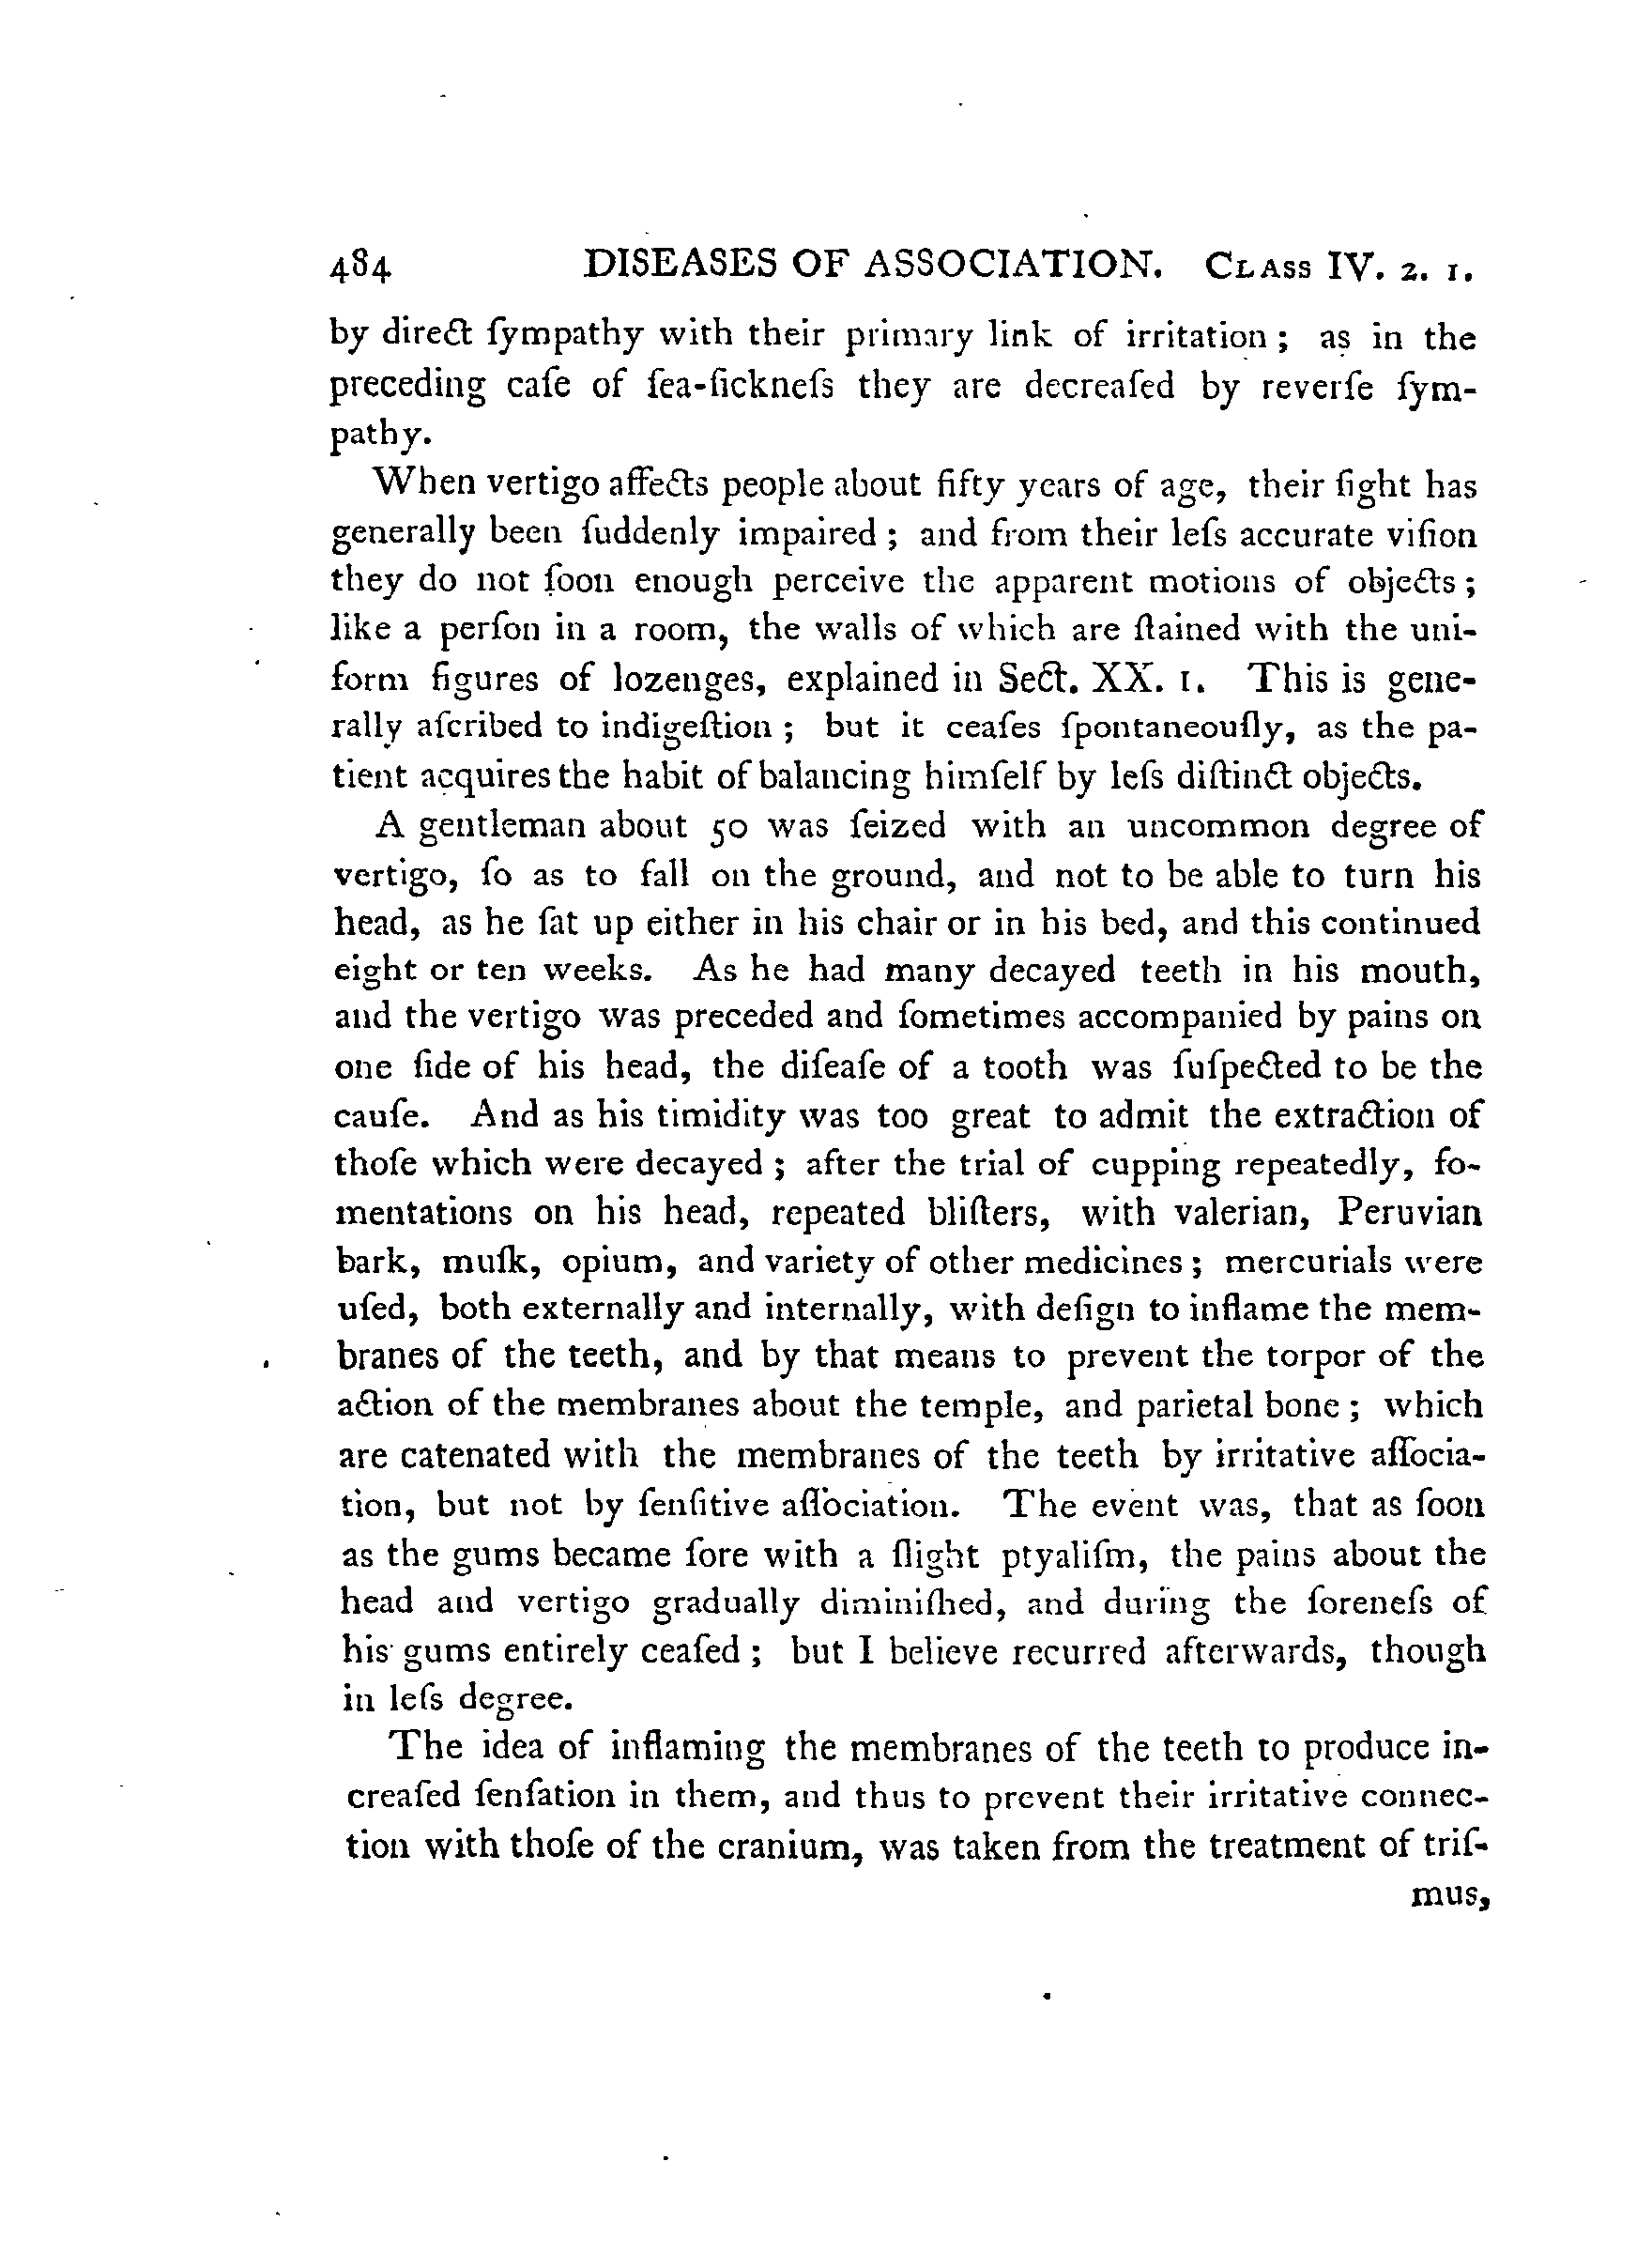 484 DISEASES OF ASSOCIATION. CLASS IV. 2. 1.
by direct ſympathy with their primary link of irritation ; as in the
preceding caſe of ſea-ſickneſs they are decreaſed by reverſe ſym-
pathy.
When vertigo affects people about fifty years of age, their ſight has
generally been ſuddenly impaired ; and from their leſs accurate viſion
they do not ſoon enough perceive the apparent motions of objects ;
like a perſon in a room, the walls of which are ſtained with the uni-
form figures of lozenges, explained in Sect. XX. 1. This is gene-
rally aſcribed to indigeſtion ; but it ceaſes ſpontaneouſly, as the pa-
tient acquires the habit of balancing himſelf by leſs diſtinct objects.
A gentleman about 50 was ſeized with an uncommon degree of
vertigo, ſo as to fall on the ground, and not to be able to turn his
head, as he ſat up either in his chair or in his bed, and this continued
eight or ten weeks. As he had many decayed teeth in his mouth,
and the vertigo was preceded and ſometimes accompanied by pains on
one ſide of his head, the diſeaſe of a tooth was ſuſpected to be the
cauſe. And as his timidity was too great to admit the extraction of
thoſe which were decayed ; after the trial of cupping repeatedly, fo-
mentations on his head, repeated bliſters, with valerian, Peruvian
bark, muſk, opium, and variety of other medicines ; mercurials were
uſed, both externally and internally, with deſign to inflame the mem-
branes of the teeth, and by that means to prevent the torpor of the
action of the membranes about the temple, and parietal bone ; which
are catenated with the membranes of the teeth by irritative aſſocia-
tion, but not by ſenſitive aſſociation. The event was, that as ſoon
as the gums became ſore with a ſlight ptyaliſm, the pains about the
head and vertigo gradually diminiſhed, and during the ſoreneſs of
his gums entirely ceaſed ; but I believe recurred afterwards, though
in leſs degree.
The idea of inflaming the membranes of the teeth to produce in-
creaſed ſenſation in them, and thus to prevent their irritative connec-
tion with thoſe of the cranium, was taken from the treatment of triſ-
mus,